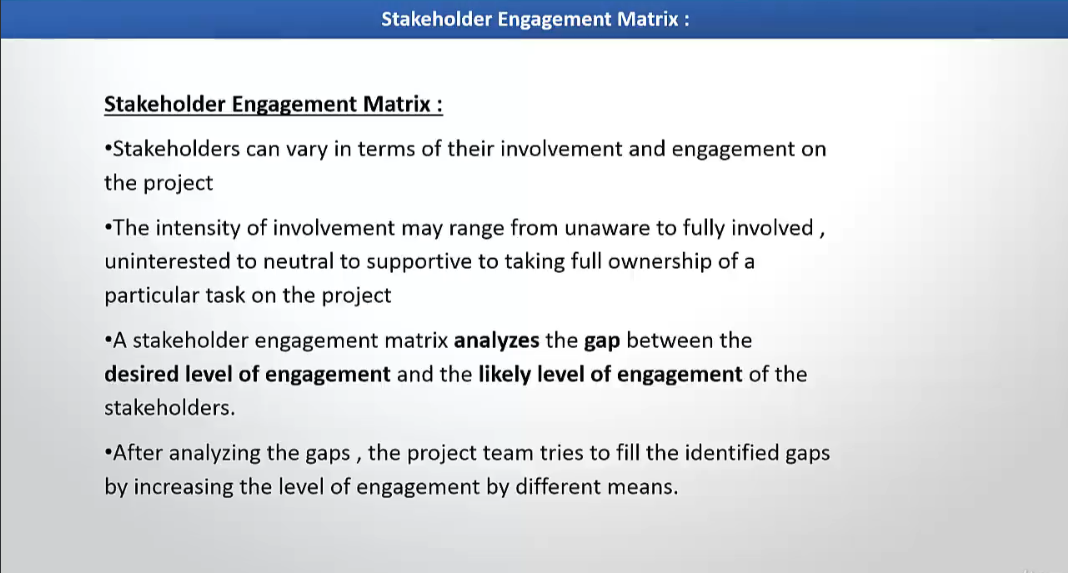 Stakeholder Engagement Matrix :
Stakeholder Engagement Matrix :
•Stakeholders can vary in terms of their involvement and engagement on
the project
•The intensity of involvement may range from unaware to fully involved ,
uninterested to neutral to supportive to taking full ownership of a
particular task on the project
•A stakeholder engagement matrix analyzes the gap between the
desired level of engagement and the likely level of engagement of the
stakeholders.
•After analyzing the gaps , the project team tries to fill the identified gaps
by increasing the level of engagement by different means.